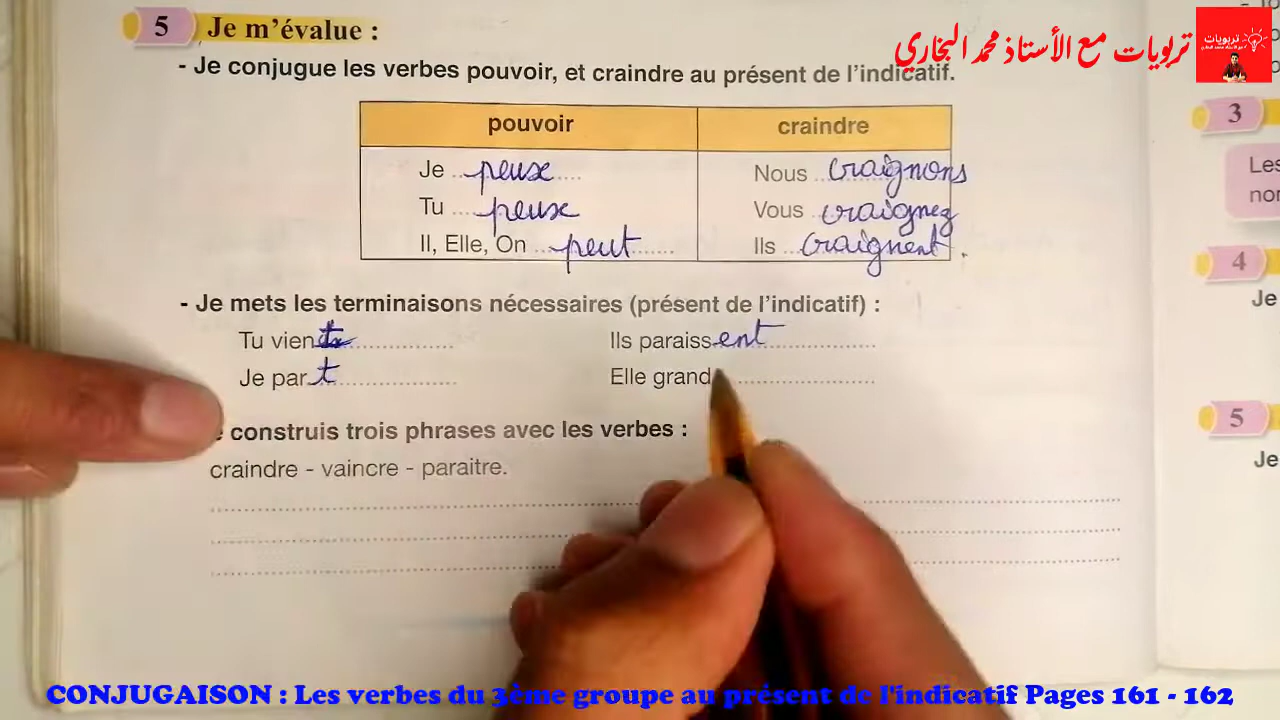 5 Je m'évalue :
تربويات مع الأستاذ محمد البخاري
تربويات
- Je conjugue les verbes pouvoir, et craindre au présent de l'indicatif.
pouvoir craindre
Je peux Nous craignons
Tu peux Vous craignez
Il, Elle, On peut Ils craignent.
- Je mets les terminaisons nécessaires (présent de l'indicatif) :
Tu vien Ils paraissent
Je part Elle grand
construis trois phrases avec les verbes :
craindre - vaincre - paraitre.
3
Les
4
Je
5
Je
CONJUGAISON : Les verbes du 3ème groupe au présent de l'indicatif Pages 161 - 162